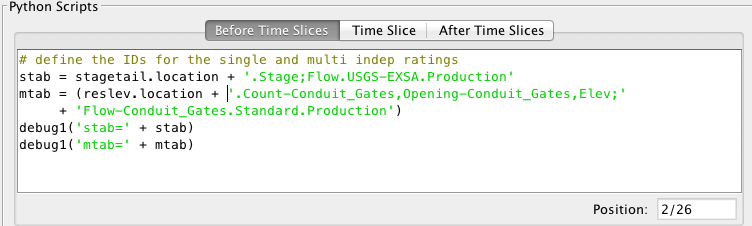 Python Scripts
Before Time Slices Time Slice After Time Slices
# define the IDs for the single and multi indep ratings
stab = stagetail.location + '.Stage;Flow.USGS-EXSA.Production'
mtab = (reslev.location + '.Count-Conduit_Gates,Opening-Conduit_Gates,Elev;'
+ 'Flow-Conduit_Gates.Standard.Production')
debug1('stab=' + stab)
debug1('mtab=' + mtab)
Position: 2/26